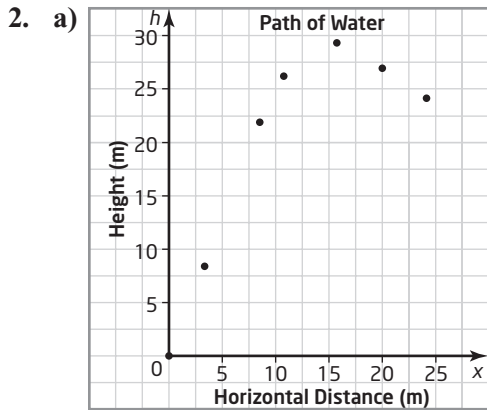 2. a)
h
Path of Water
30
25
20
15
10
5
0
Height (m)
5 10 15 20 25 x
Horizontal Distance (m)